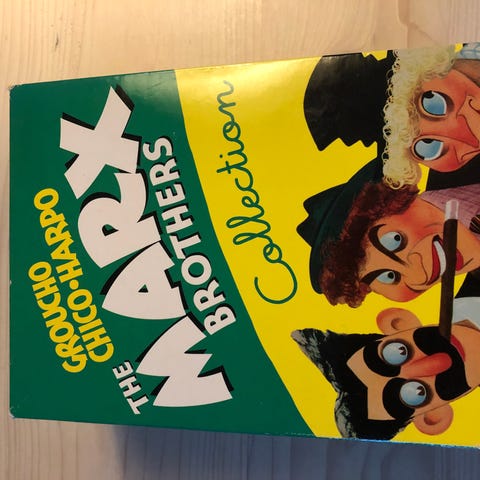 GROUCHO
CHICO·HARPO
THE
MARX
BROTHERS
Collection